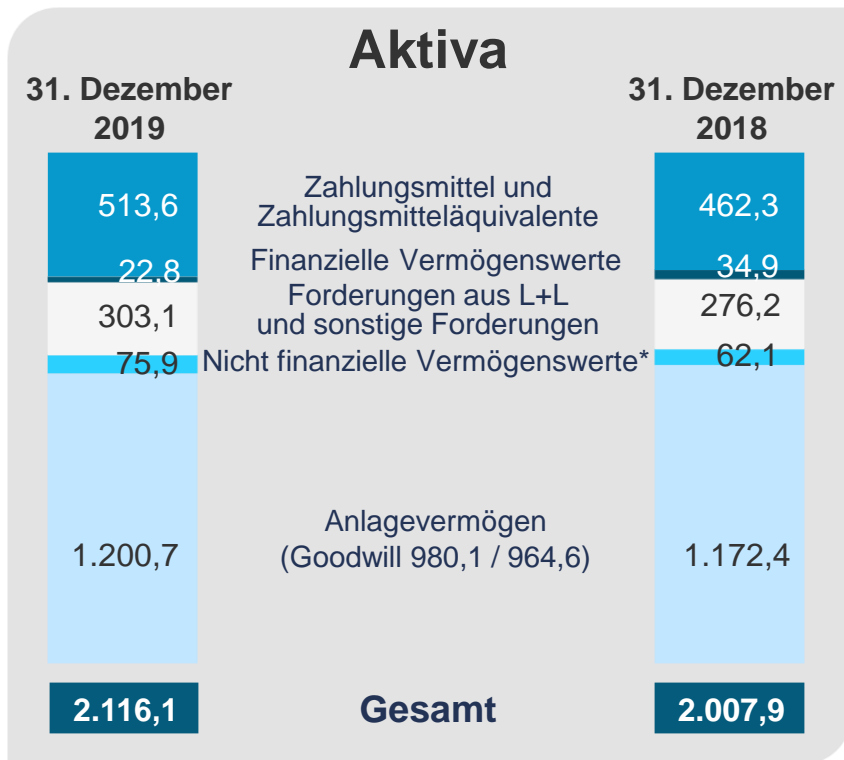 Aktiva
31. Dezember
2019
31. Dezember
2018
513,6
Zahlungsmittel und
Zahlungsmitteläquivalente
462,3
22,8
Finanzielle Vermögenswerte
34,9
303,1
Forderungen aus L+L
und sonstige Forderungen
276,2
75,9
Nicht finanzielle Vermögenswerte*
62,1
1.200,7
Anlagevermögen
(Goodwill 980,1 / 964,6)
1.172,4
2.116,1
Gesamt
2.007,9